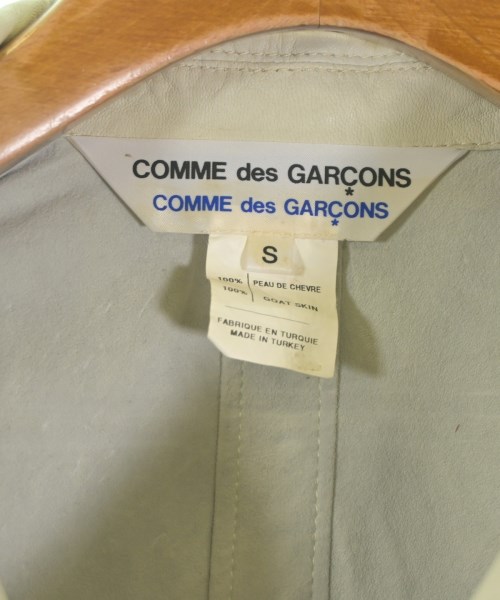 COMME des GARÇONS
COMME des GARÇONS
S
100% PEAU DE CHEVRE
100% GOAT SKIN
FABRIQUE EN TURQUIE
MADE IN TURKEY